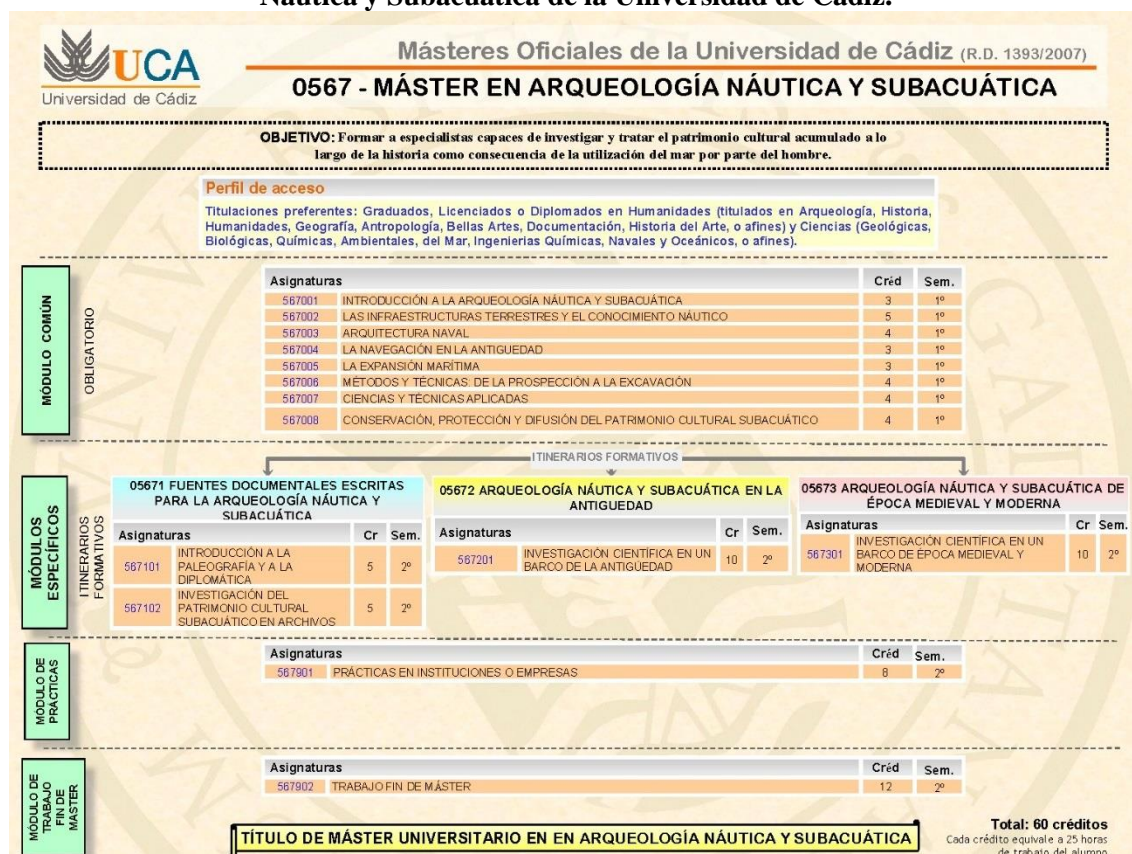 Náutica y Subacuática de la Universidad de Cádiz.
UCA
Universidad de Cádiz
Másteres Oficiales de la Universidad de Cádiz (R.D. 1393/2007)
0567 - MÁSTER EN ARQUEOLOGÍA NÁUTICA Y SUBACUÁTICA
OBJETIVO: Formar a especialistas capaces de investigar y tratar el patrimonio cultural acumulado a lo
largo de la historia como consecuencia de la utilización del mar por parte del hombre.
Perfil de acceso
Titulaciones preferentes: Graduados, Licenciados o Diplomados en Humanidades (titulados en Arqueología, Historia,
Humanidades, Geografía, Antropología, Bellas Artes, Documentación, Historia del Arte, o afines) y Ciencias (Geológicas,
Biológicas, Químicas, Ambientales, del Mar, Ingenierias Químicas, Navales y Oceánicos, o afines).
MÓDULO COMÚN
OBLIGATORIO
Asignaturas Créd Sem.
567001 INTRODUCCIÓN A LA ARQUEOLOGÍA NÁUTICA Y SUBACUÁTICA 3 1º
567002 LAS INFRAESTRUCTURAS TERRESTRES Y EL CONOCIMIENTO NÁUTICO 5 1º
567003 ARQUITECTURA NAVAL 4 1º
567004 LA NAVEGACIÓN EN LA ANTIGUEDAD 3 1º
567005 LA EXPANSIÓN MARÍTIMA 3 1º
567006 MÉTODOS Y TÉCNICAS: DE LA PROSPECCIÓN A LA EXCAVACIÓN 4 1º
567007 CIENCIAS Y TÉCNICAS APLICADAS 4 1º
567008 CONSERVACIÓN, PROTECCIÓN Y DIFUSIÓN DEL PATRIMONIO CULTURAL SUBACUÁTICO 4 1º
ITINERARIOS FORMATIVOS
MÓDULOS
ESPECÍFICOS
ITINERARIOS
FORMATIVOS
05671 FUENTES DOCUMENTALES ESCRITAS
PARA LA ARQUEOLOGÍA NÁUTICA Y
SUBACUÁTICA
Asignaturas Cr Sem.
567101 INTRODUCCIÓN A LA
PALEOGRAFÍA Y A LA
DIPLOMÁTICA 5 2º
567102 INVESTIGACIÓN DEL
PATRIMONIO CULTURAL
SUBACUÁTICO EN ARCHIVOS 5 2º
05672 ARQUEOLOGÍA NÁUTICA Y SUBACUÁTICA EN LA
ANTIGUEDAD
Asignaturas Cr Sem.
567201 INVESTIGACIÓN CIENTÍFICA EN UN
BARCO DE LA ANTIGÜEDAD 10 2º
05673 ARQUEOLOGÍA NÁUTICA Y SUBACUÁTICA DE
ÉPOCA MEDIEVAL Y MODERNA
Asignaturas Cr Sem.
567301 INVESTIGACIÓN CIENTÍFICA EN UN
BARCO DE ÉPOCA MEDIEVAL Y
MODERNA 10 2º
MÓDULO DE
PRÁCTICAS
Asignaturas Créd Sem.
567901 PRÁCTICAS EN INSTITUCIONES O EMPRESAS 8 2º
MÓDULO DE
TRABAJO
FIN DE
MASTER
Asignaturas Créd Sem.
567902 TRABAJO FIN DE MÁSTER 12 2º
TÍTULO DE MÁSTER UNIVERSITARIO EN EN ARQUEOLOGÍA NÁUTICA Y SUBACUÁTICA
Total: 60 créditos
Cada crédito equivale a 25 horas
de trabajo del alumno